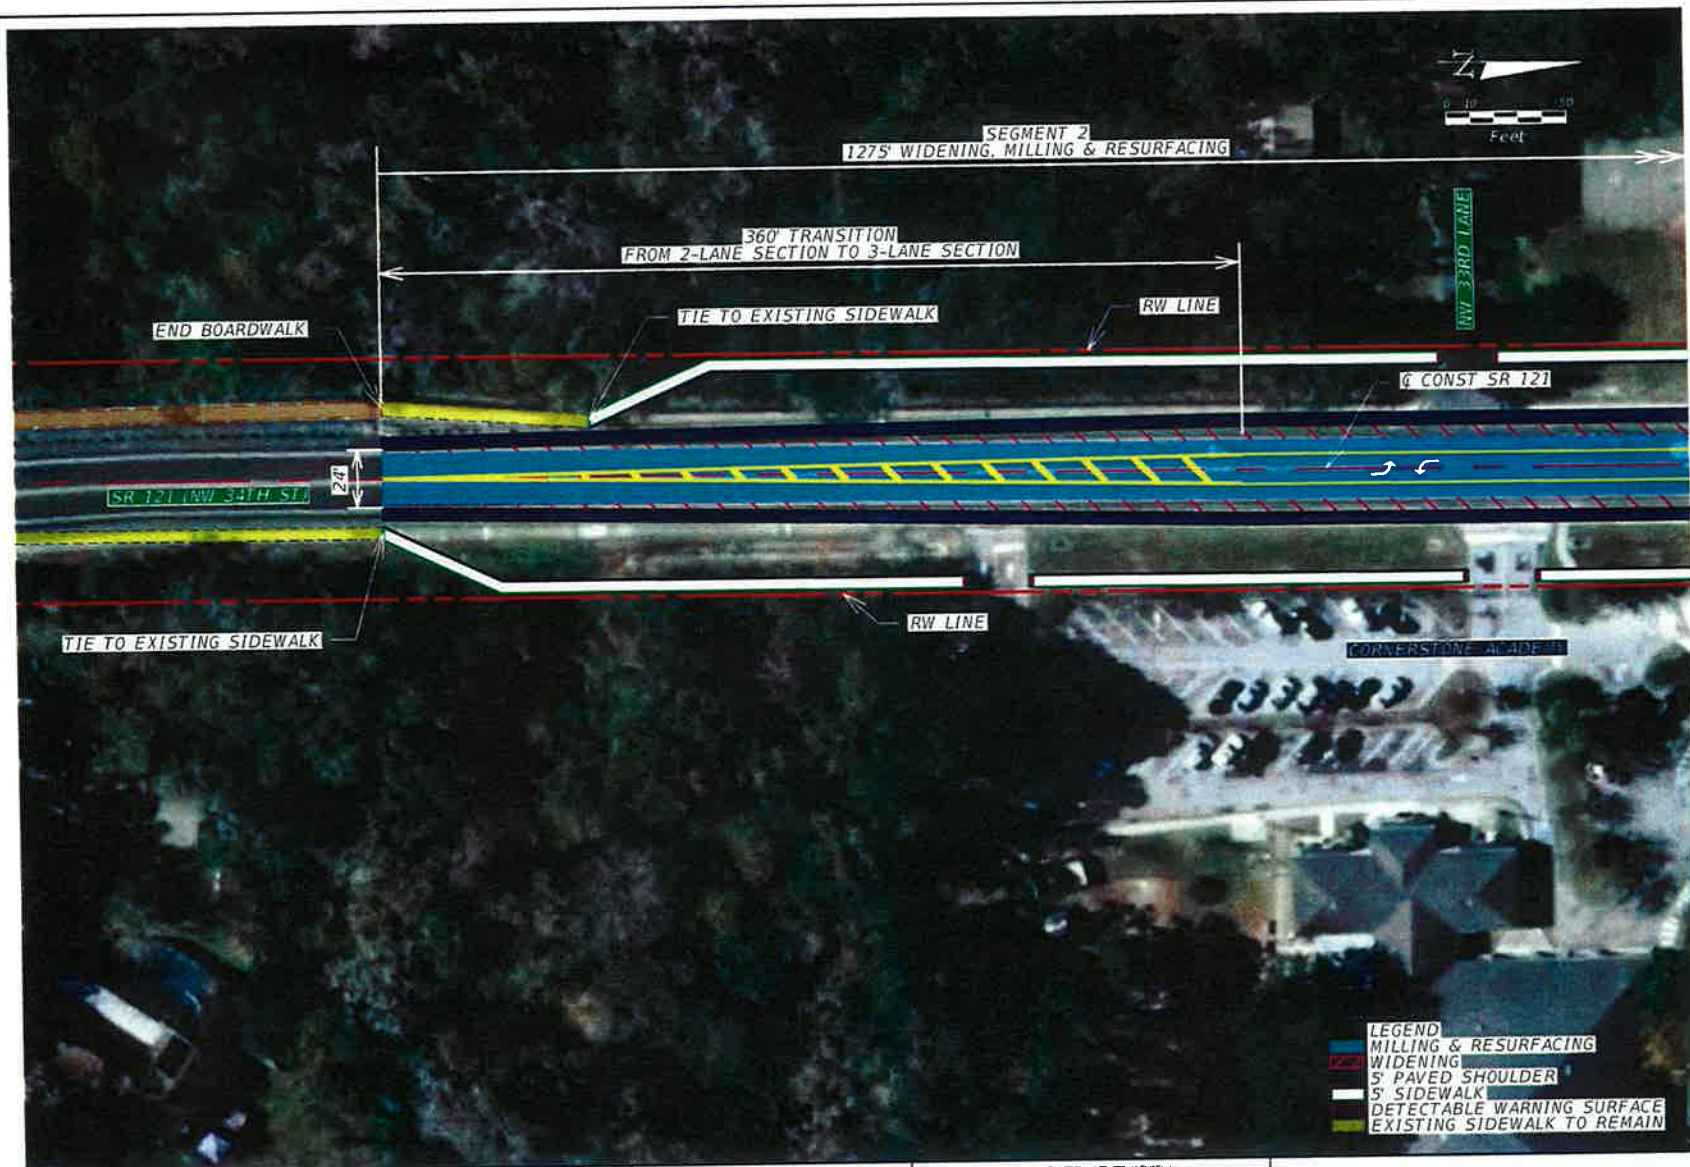 N
0 10 50
Feet
SEGMENT 2
1275' WIDENING, MILLING & RESURFACING
NW 33RD LANE
360' TRANSITION
FROM 2-LANE SECTION TO 3-LANE SECTION
END BOARDWALK
TIE TO EXISTING SIDEWALK
RW LINE
℄ CONST SR 121
24'
SR 121 (NW 34TH ST)
TIE TO EXISTING SIDEWALK
RW LINE
CORNERSTONE ACADEMY
LEGEND
MILLING & RESURFACING
WIDENING
5' PAVED SHOULDER
5' SIDEWALK
DETECTABLE WARNING SURFACE
EXISTING SIDEWALK TO REMAIN